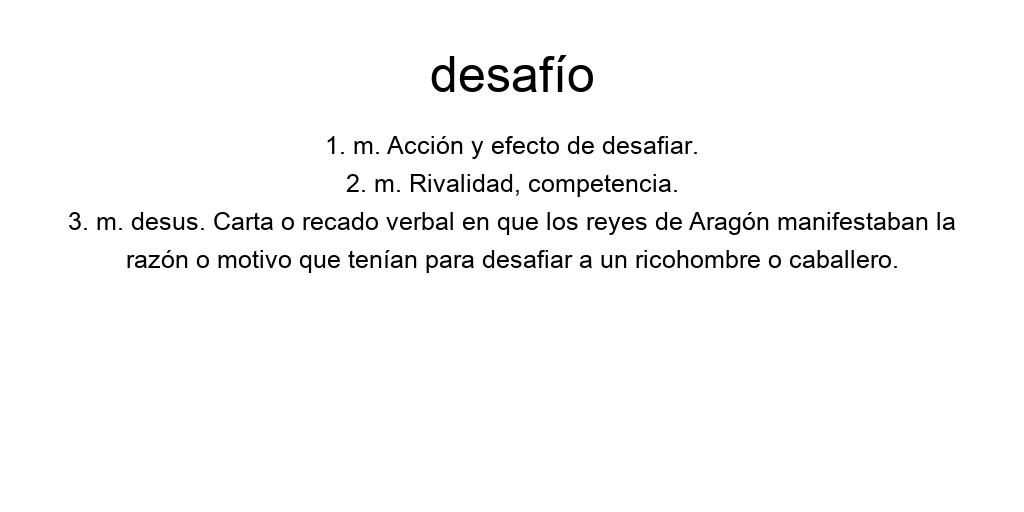 desafío
1. m. Acción y efecto de desafiar.
2. m. Rivalidad, competencia.
3. m. desus. Carta o recado verbal en que los reyes de Aragón manifestaban la
razón o motivo que tenían para desafiar a un ricohombre o caballero.